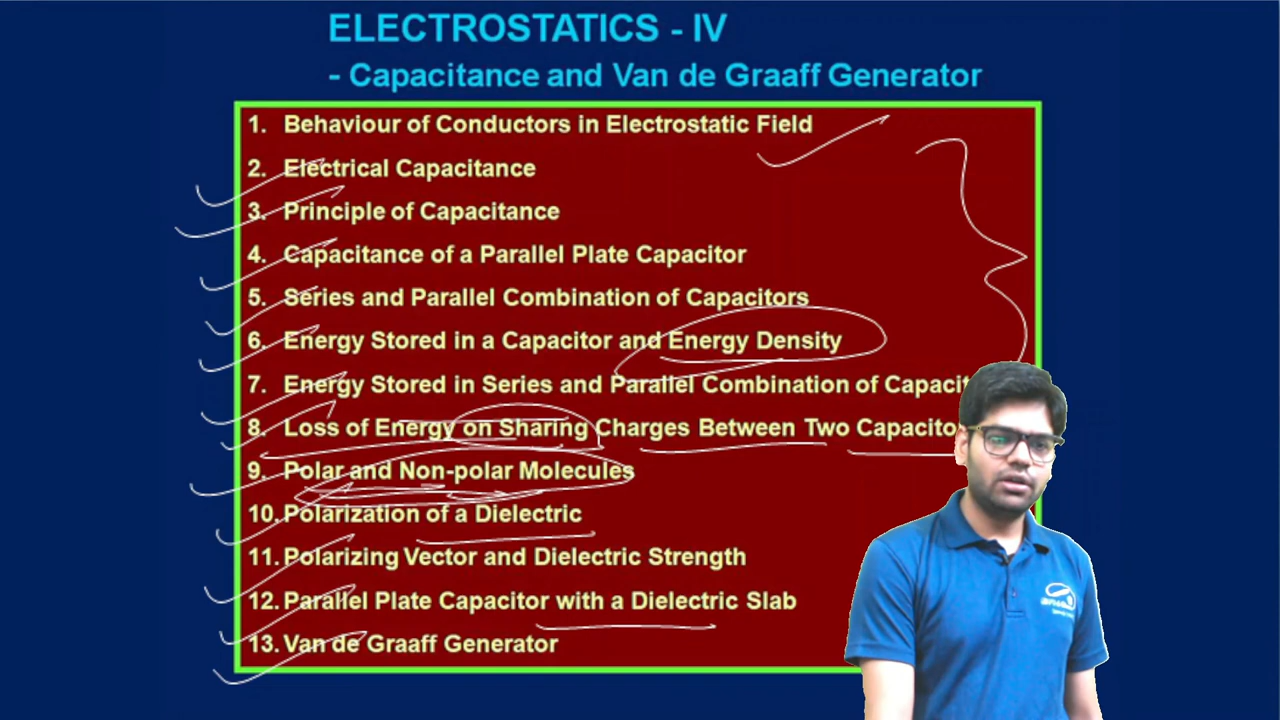 ELECTROSTATICS - IV
- Capacitance and Van de Graaff Generator
1. Behaviour of Conductors in Electrostatic Field
2. Electrical Capacitance
3. Principle of Capacitance
4. Capacitance of a Parallel Plate Capacitor
5. Series and Parallel Combination of Capacitors
6. Energy Stored in a Capacitor and Energy Density
7. Energy Stored in Series and Parallel Combination of Capacit
8. Loss of Energy on Sharing Charges Between Two Capacito
9. Polar and Non-polar Molecules
10. Polarization of a Dielectric
11. Polarizing Vector and Dielectric Strength
12. Parallel Plate Capacitor with a Dielectric Slab
13. Van de Graaff Generator